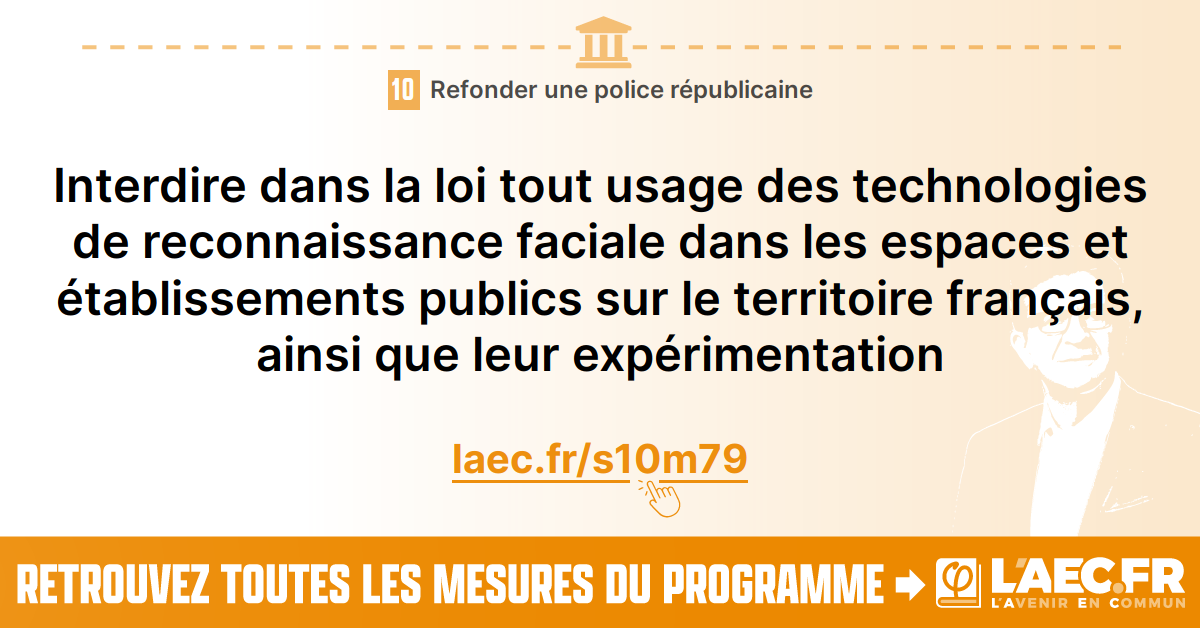 10 Refonder une police républicaine
Interdire dans la loi tout usage des technologies
de reconnaissance faciale dans les espaces et
établissements publics sur le territoire français,
ainsi que leur expérimentation
laec.fr/s10m79
RETROUVEZ TOUTES LES MESURES DU PROGRAMME
φ L'AEC.FR
L'AVENIR EN COMMUN